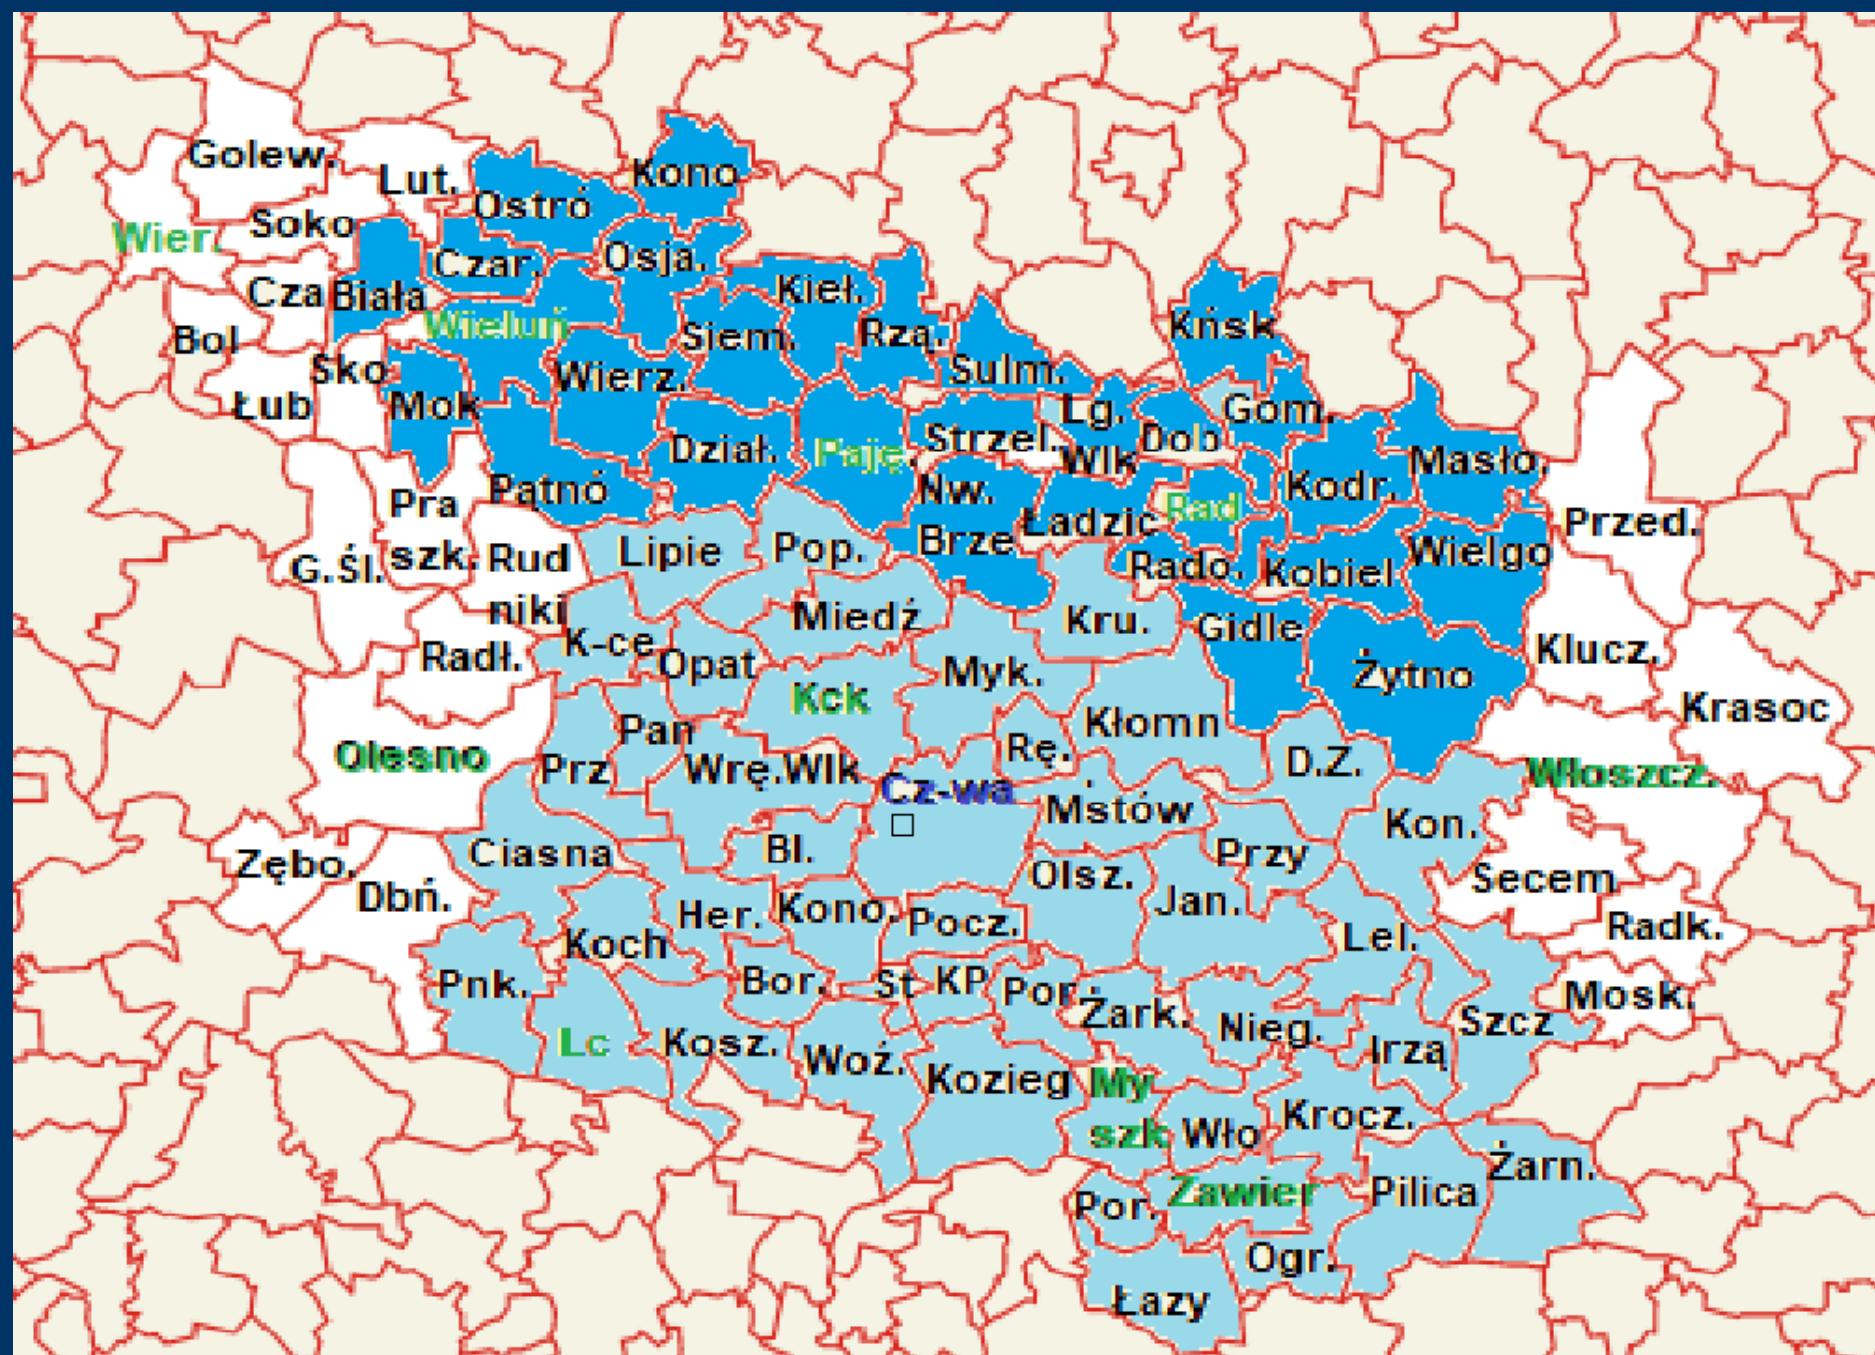 Golew.
Lut.
Kono
Ostró
Soko
Wier.
Osja.
Czar.
Cza
Biała
Kieł.
Wieluń
Bol
Siem.
Rzą.
Kńsk
Sko
Wierz.
Sulm.
Łub
Mok
Lg.
Gom.
Dział.
Paję.
Strzel.
Wlk
Dob
Masło.
Pra
szk.
Pątnó
Nw.
Brze
Kodr.
Ładzic
Rad
Przed.
G.Śl.
Rud
niki
Lipie
Pop.
Rado.
Kobiel
Wielgo
Miedź
Kru.
Gidle
Radł.
K-ce
Opat
Klucz.
Myk.
Żytno
Kck
Krasoc
Pan
Kłomn
Olesno
Prz
Wrę.Wlk
Rę.
D.Z.
Włoszcz.
Cz-wa
Mstów
Kon.
Zębo.
Ciasna
Bl.
Przy
Olsz.
Secem
Dbń.
Her.
Kono.
Pocz.
Jan.
Koch
Lel.
Radk.
Pnk.
Bor.
St
KP
Por.
Żark.
Mosk.
Nieg.
Szcz
Lc
Kosz.
Woź.
Irzą
Kozieg
My
szk
Wło
Krocz.
Żarn.
Por.
Zawier
Pilica
Ogr.
Łazy